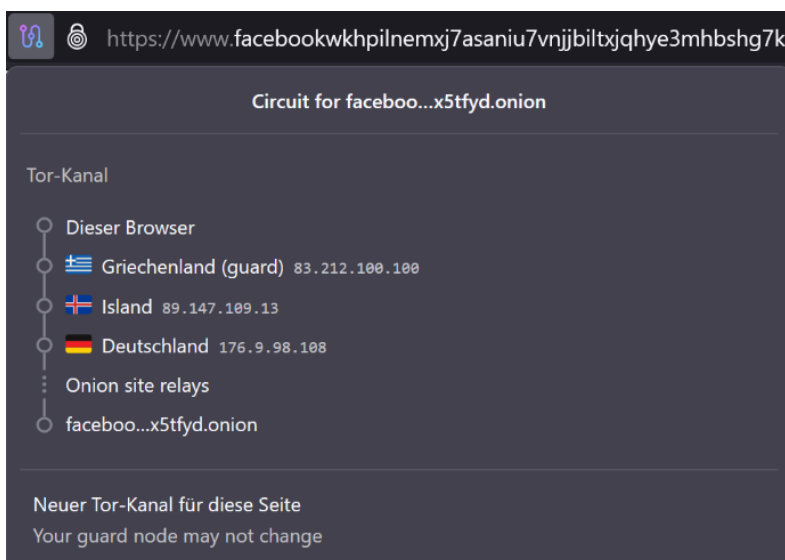 https://www.facebookwkhpilnemxj7asaniu7vnjjbiltxjqhye3mhbshg7k
Circuit for faceboo...x5tfyd.onion
Tor-Kanal
Dieser Browser
Griechenland (guard) 83.212.100.100
Island 89.147.109.13
Deutschland 176.9.98.108
Onion site relays
faceboo...x5tfyd.onion
Neuer Tor-Kanal für diese Seite
Your guard node may not change